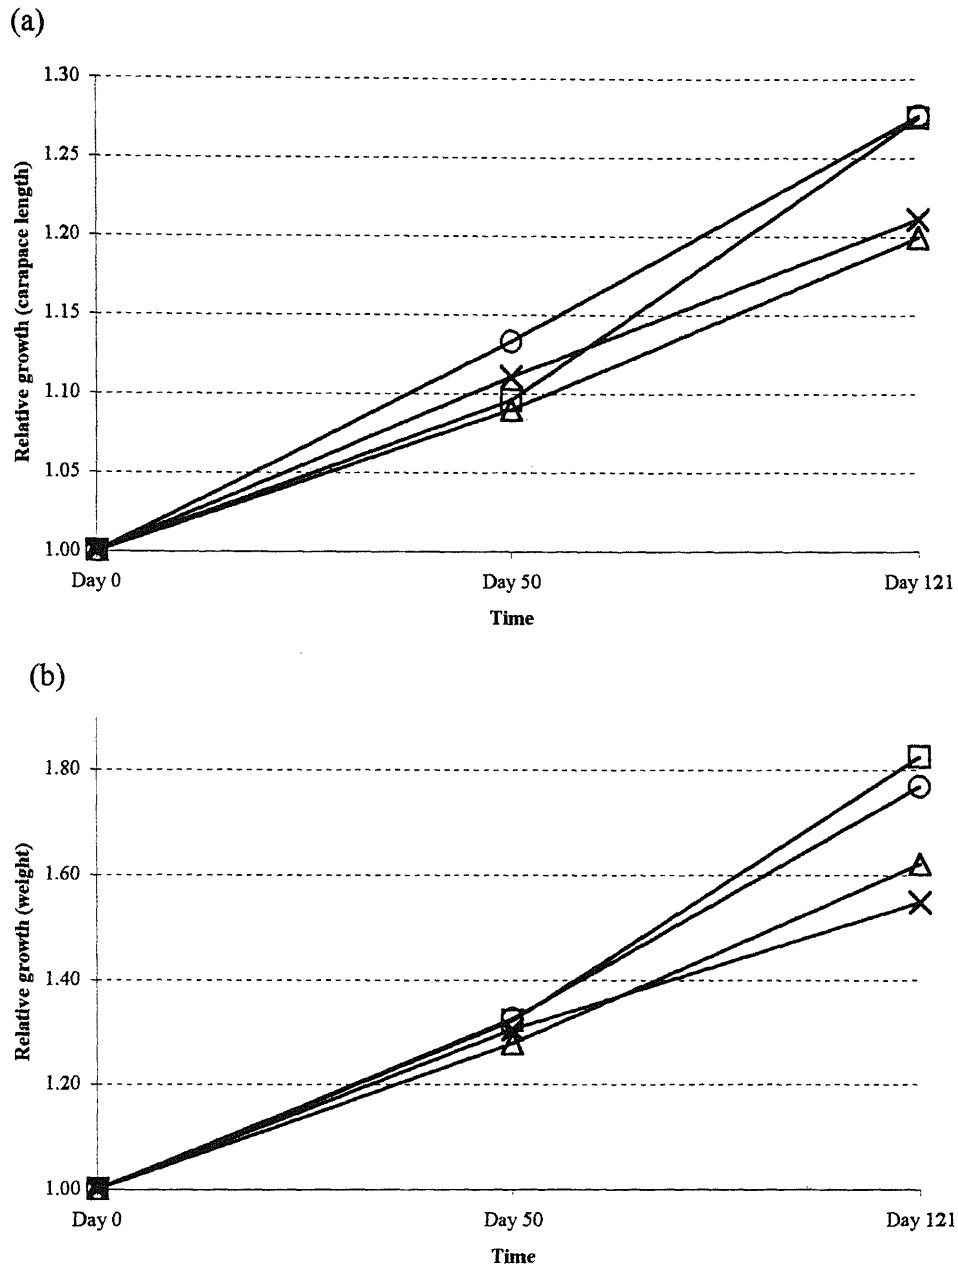 (a)
1.30
1.25
1.20
1.15
1.10
1.05
1.00
Relative growth (carapace length)
Day 0 Day 50 Day 121
Time
(b)
1.80
1.60
1.40
1.20
1.00
Relative growth (weight)
Day 0 Day 50 Day 121
Time